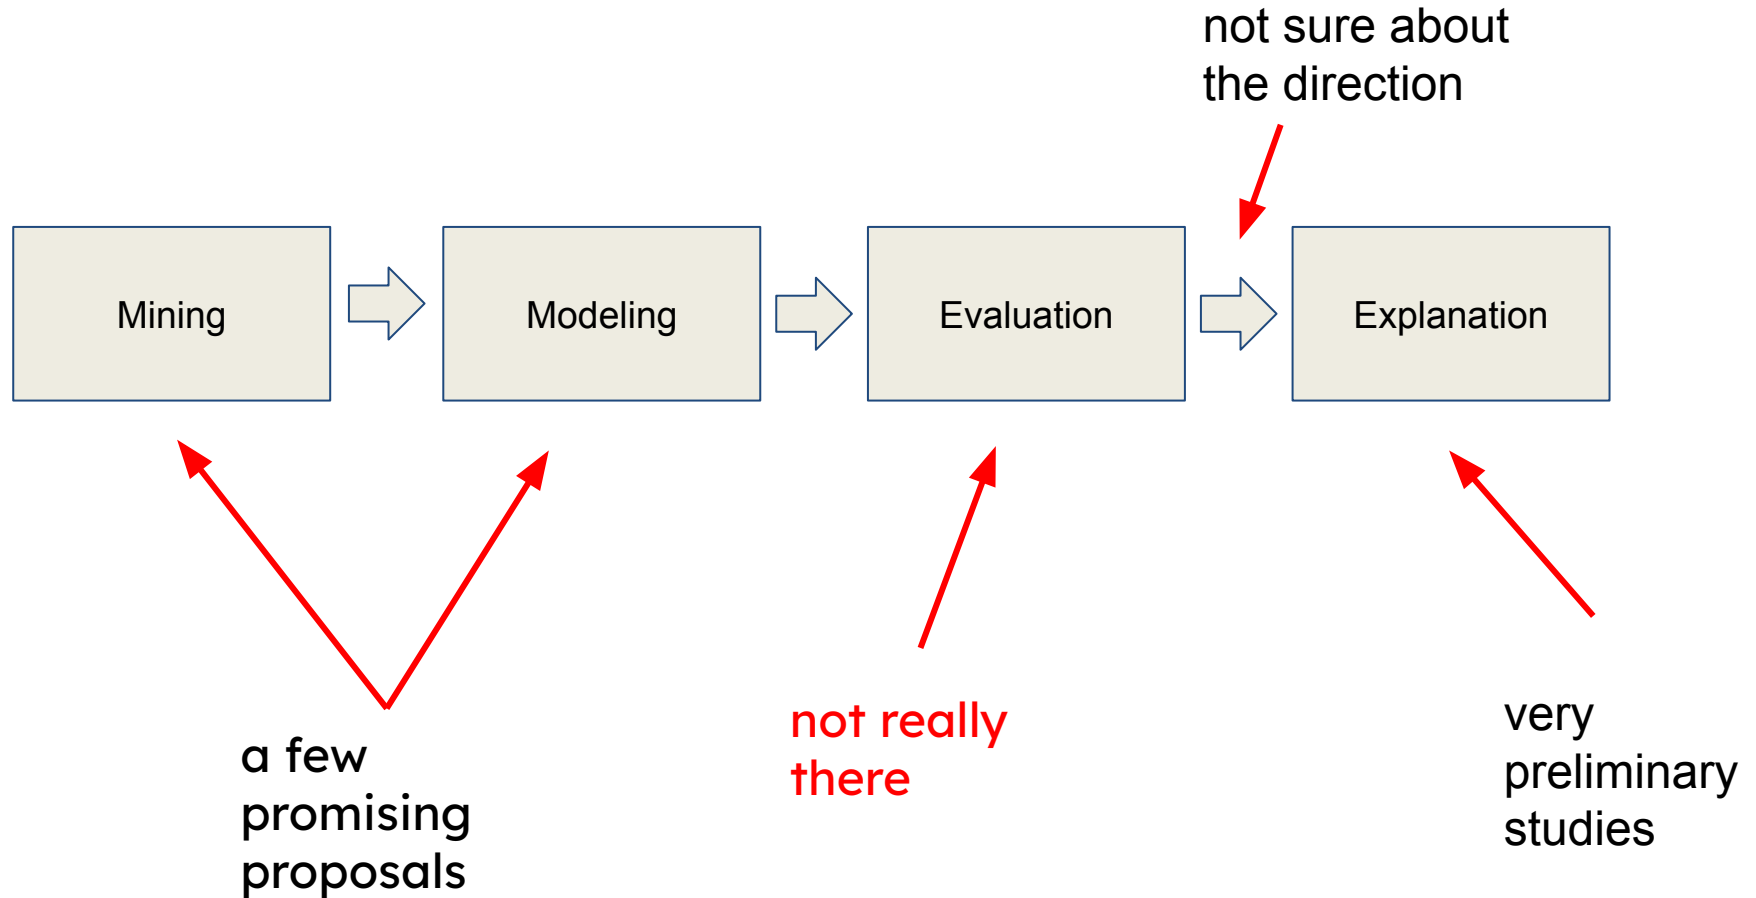 not sure about
the direction
Mining
Modeling
Evaluation
Explanation
a few
promising
proposals
not really
there
very
preliminary
studies